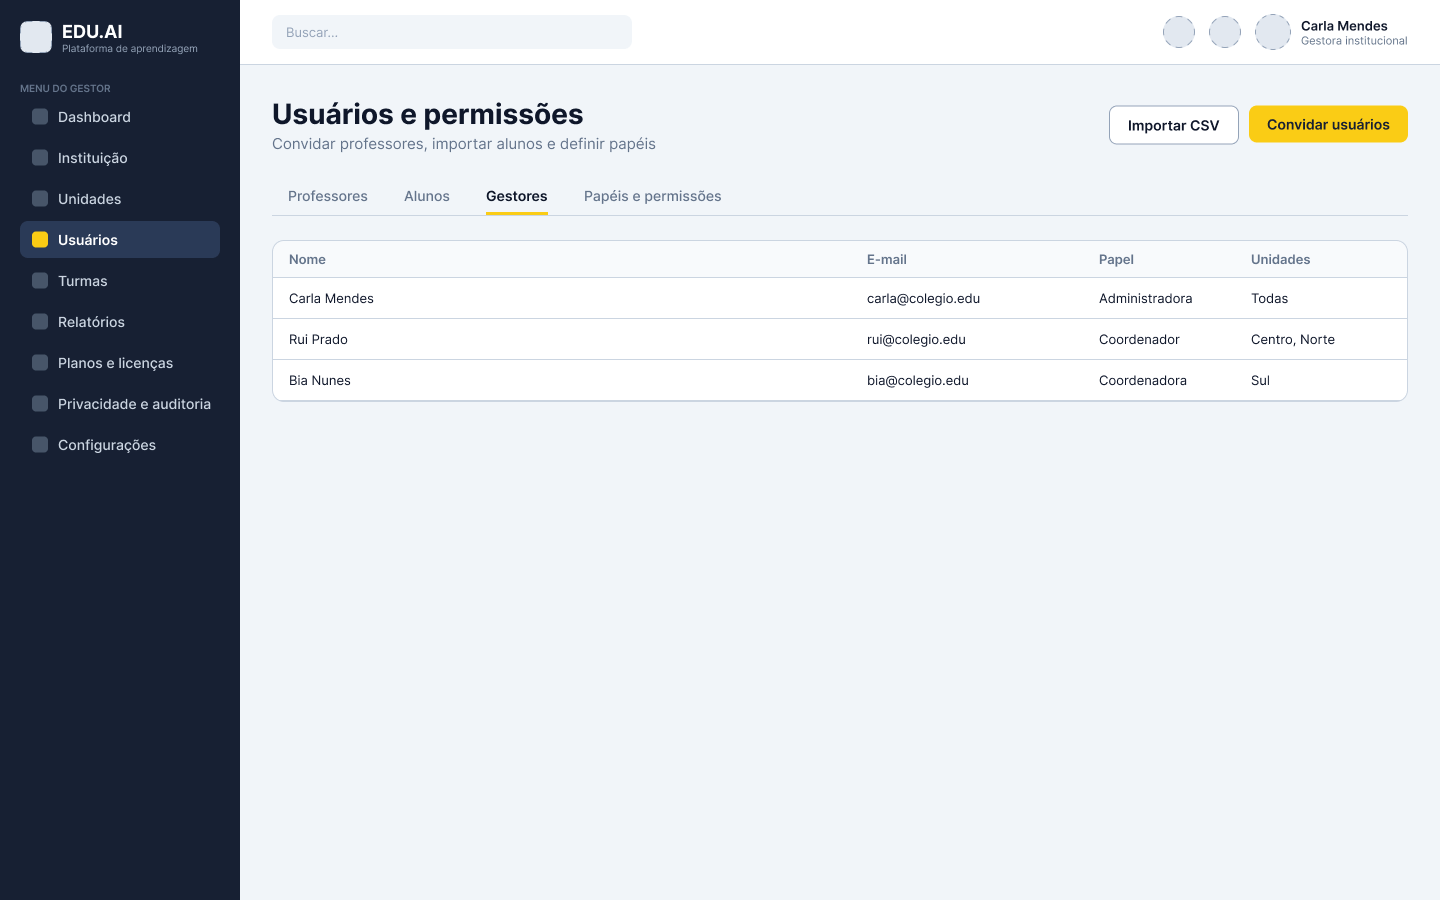 EDU.AI
Plataforma de aprendizagem
MENU DO GESTOR
Dashboard
Instituição
Unidades
Usuários
Turmas
Relatórios
Planos e licenças
Privacidade e auditoria
Configurações
Buscar...
Carla Mendes
Gestora institucional
Usuários e permissões
Convidar professores, importar alunos e definir papéis
Importar CSV
Convidar usuários
Professores Alunos Gestores Papéis e permissões
Nome E-mail Papel Unidades
Carla Mendes carla@colegio.edu Administradora Todas
Rui Prado rui@colegio.edu Coordenador Centro, Norte
Bia Nunes bia@colegio.edu Coordenadora Sul